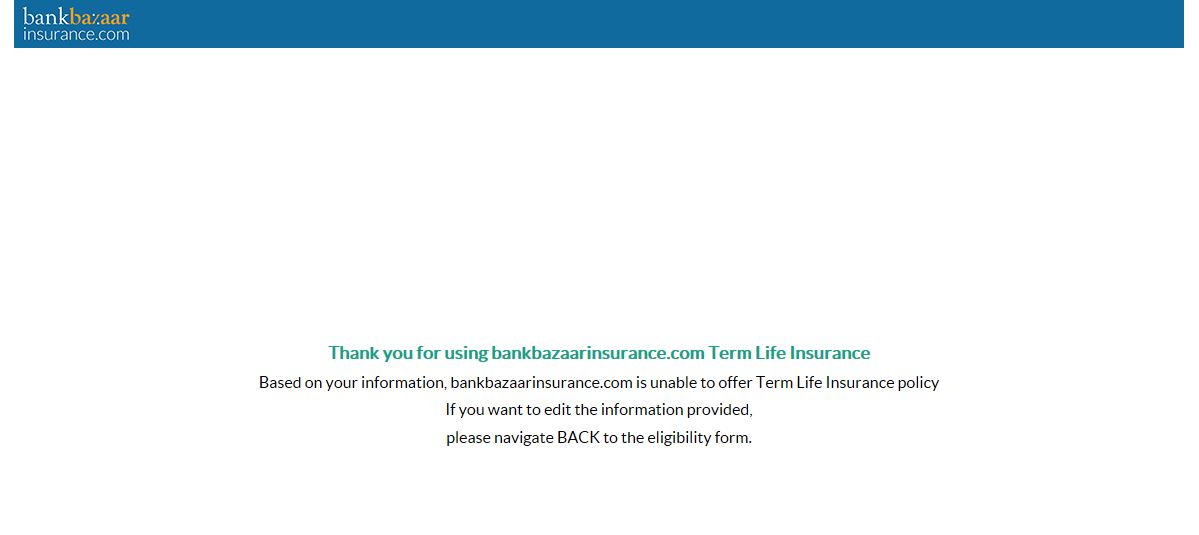 bankbazaar
insurance.com
Thank you for using bankbazaarinsurance.com Term Life Insurance
Based on your information, bankbazaarinsurance.com is unable to offer Term Life Insurance policy
If you want to edit the information provided,
please navigate BACK to the eligibility form.